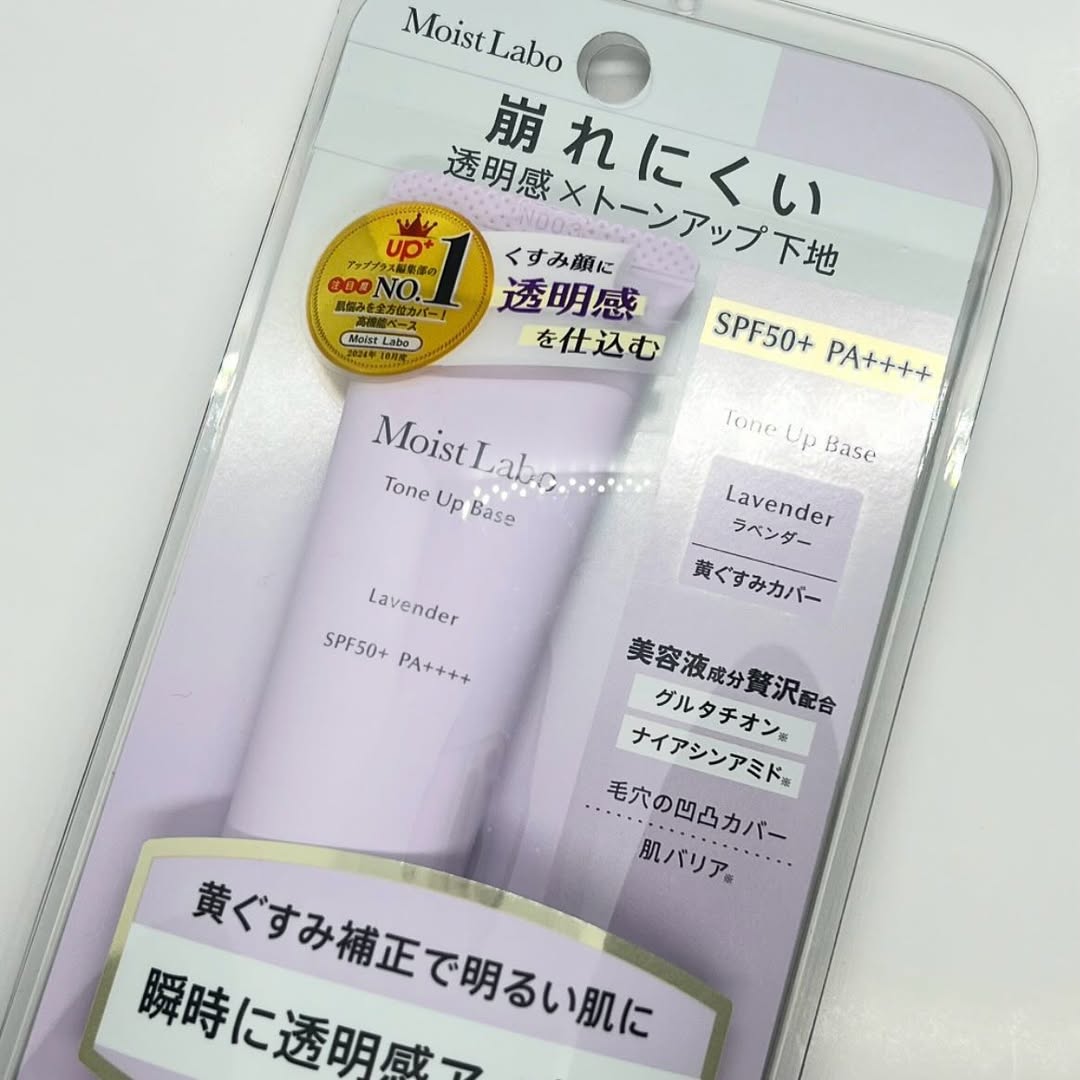 Moist Labo
崩れにくい
透明感×トーンアップ下地
up+
アッププラス編集部の
注目度 NO.1
肌悩みを全方位カバー！
高機能ベース
Moist Labo
2024年 10月度
くすみ顔に
透明感
を仕込む
SPF50+ PA++++
Tone Up Base
Lavender
ラベンダー
黄ぐすみカバー
Moist Labo
Tone Up Base
Lavender
SPF50+ PA++++
美容液成分贅沢配合
グルタチオン※
ナイアシンアミド※
毛穴の凹凸カバー
肌バリア※
黄ぐすみ補正で明るい肌に
瞬時に透明感ア